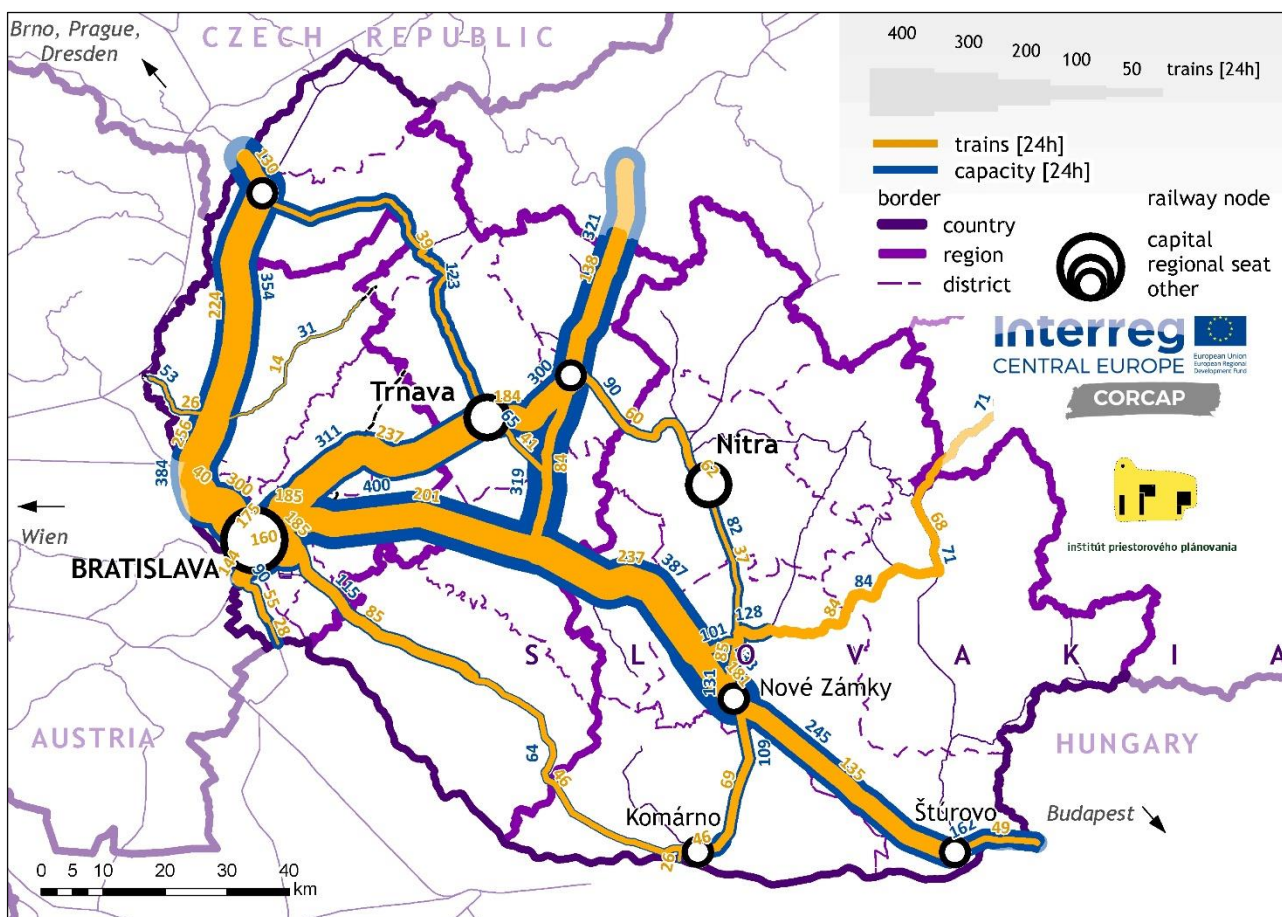 Brno, Prague,
Dresden
CZECH REPUBLIC
400
300
200
100
50
trains [24h]
trains [24h]
capacity [24h]
border
railway node
country
region
district
capital
regional seat
other
Interreg
CENTRAL EUROPE
European Union
European Regional
Development Fund
CORCAP
inštitút priestorového plánovania
130
354
224
39
123
321
138
31
14
53
26
256
384
40
300
175
185
185
160
144
90
55
28
115
85
311
237
400
201
Trnava
184
65
41
300
84
319
90
60
Nitra
62
82
37
128
101
85
181
131
237
387
84
84
68
71
71
Wien
BRATISLAVA
SLOVAKIA
Nové Zámky
64
46
109
69
245
135
Komárno
46
26
Štúrovo
162
49
AUSTRIA
HUNGARY
Budapest
0 5 10 20 30 40
km